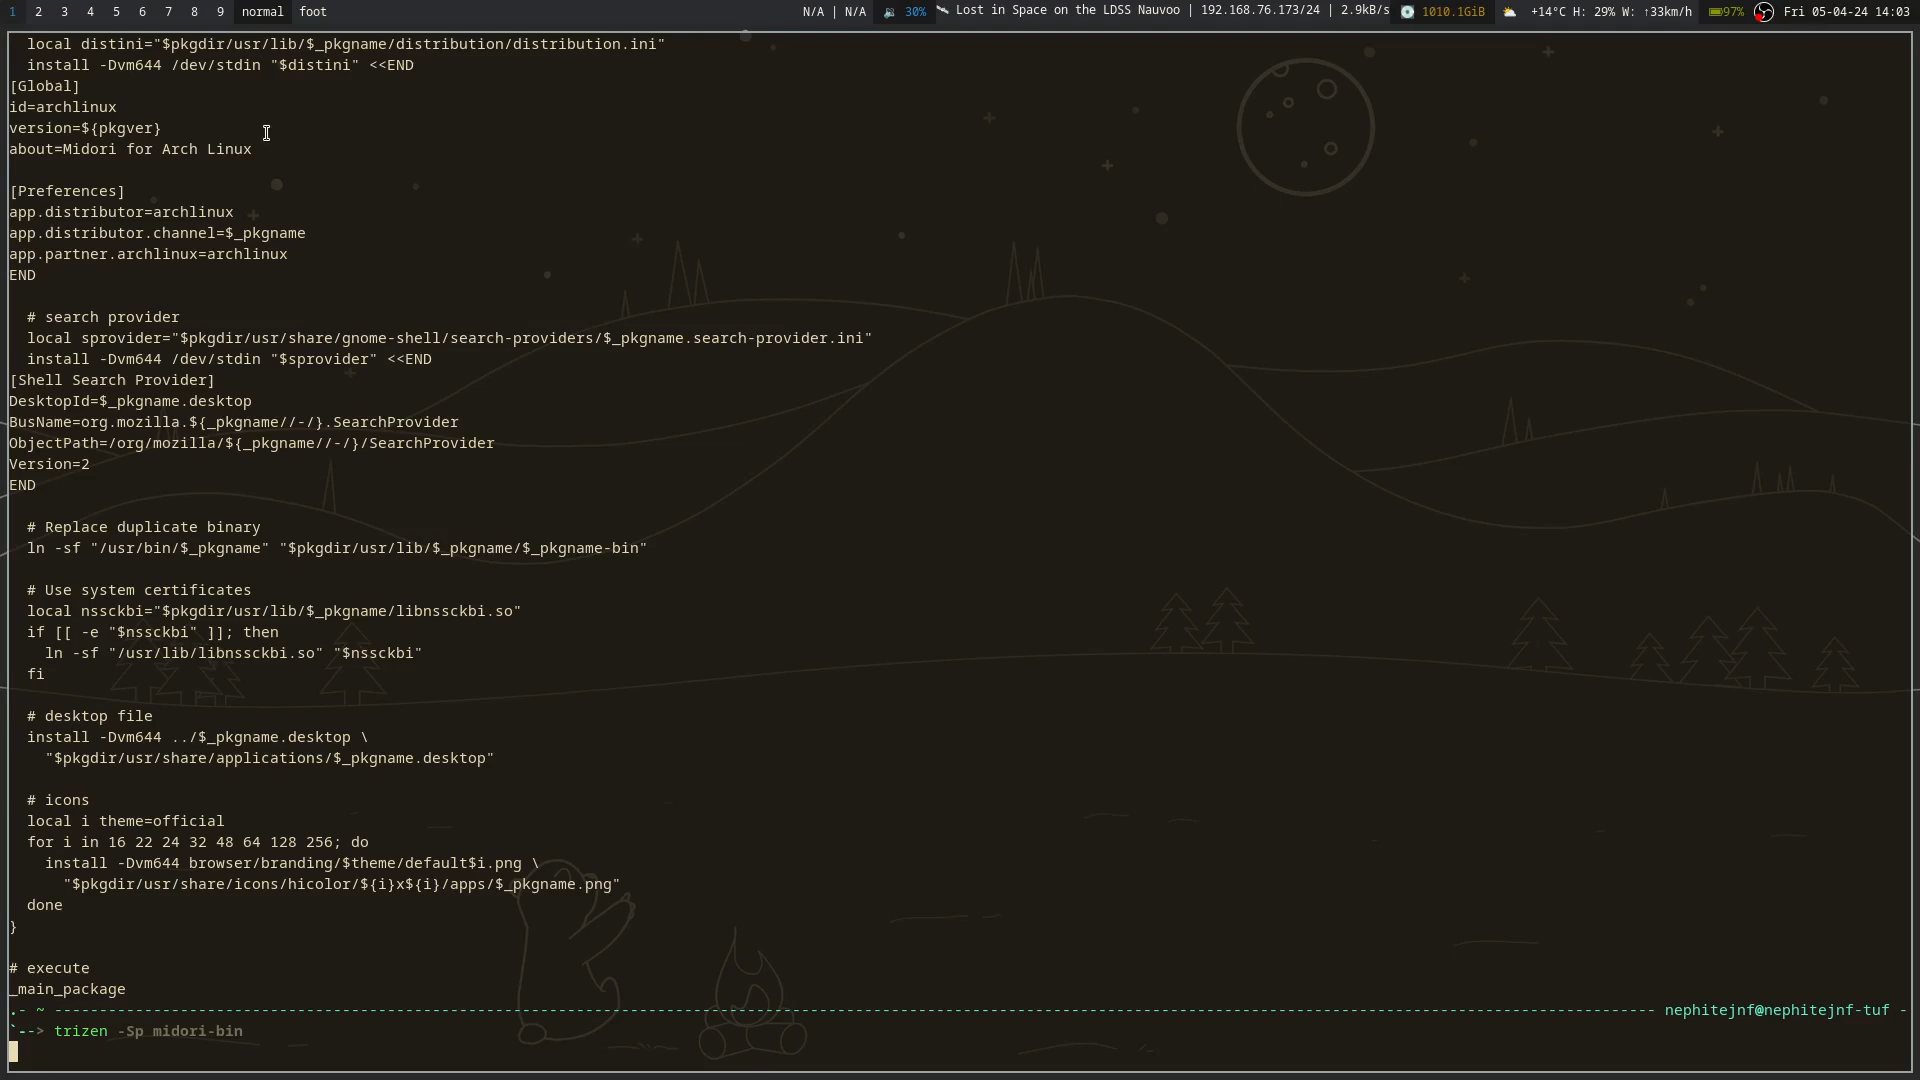 1 2 3 4 5 6 7 8 9 normal foot N/A | N/A 30% Lost in Space on the LDSS Nauvoo | 192.168.76.173/24 | 2.9kB/s 1010.1GiB +14°C H: 29% W: ↑33km/h 97% Fri 05-04-24 14:03
  local distini="$pkgdir/usr/lib/$_pkgname/distribution/distribution.ini"
  install -Dvm644 /dev/stdin "$distini" <<END
[Global]
id=archlinux
version=${pkgver}
about=Midori for Arch Linux

[Preferences]
app.distributor=archlinux
app.distributor.channel=$_pkgname
app.partner.archlinux=archlinux
END

  # search provider
  local sprovider="$pkgdir/usr/share/gnome-shell/search-providers/$_pkgname.search-provider.ini"
  install -Dvm644 /dev/stdin "$sprovider" <<END
[Shell Search Provider]
DesktopId=$_pkgname.desktop
BusName=org.mozilla.${_pkgname//-/}.SearchProvider
ObjectPath=/org/mozilla/${_pkgname//-/}/SearchProvider
Version=2
END

  # Replace duplicate binary
  ln -sf "/usr/bin/$_pkgname" "$pkgdir/usr/lib/$_pkgname/$_pkgname-bin"

  # Use system certificates
  local nssckbi="$pkgdir/usr/lib/$_pkgname/libnssckbi.so"
  if [[ -e "$nssckbi" ]]; then
    ln -sf "/usr/lib/libnssckbi.so" "$nssckbi"
  fi

  # desktop file
  install -Dvm644 ../$_pkgname.desktop \
    "$pkgdir/usr/share/applications/$_pkgname.desktop"

  # icons
  local i theme=official
  for i in 16 22 24 32 48 64 128 256; do
    install -Dvm644 browser/branding/$theme/default$i.png \
      "$pkgdir/usr/share/icons/hicolor/${i}x${i}/apps/$_pkgname.png"
  done
}

# execute
_main_package
.- ~ ---------------------------------------------------------------- nephitejnf@nephitejnf-tuf -
`--> trizen -Sp midori-bin